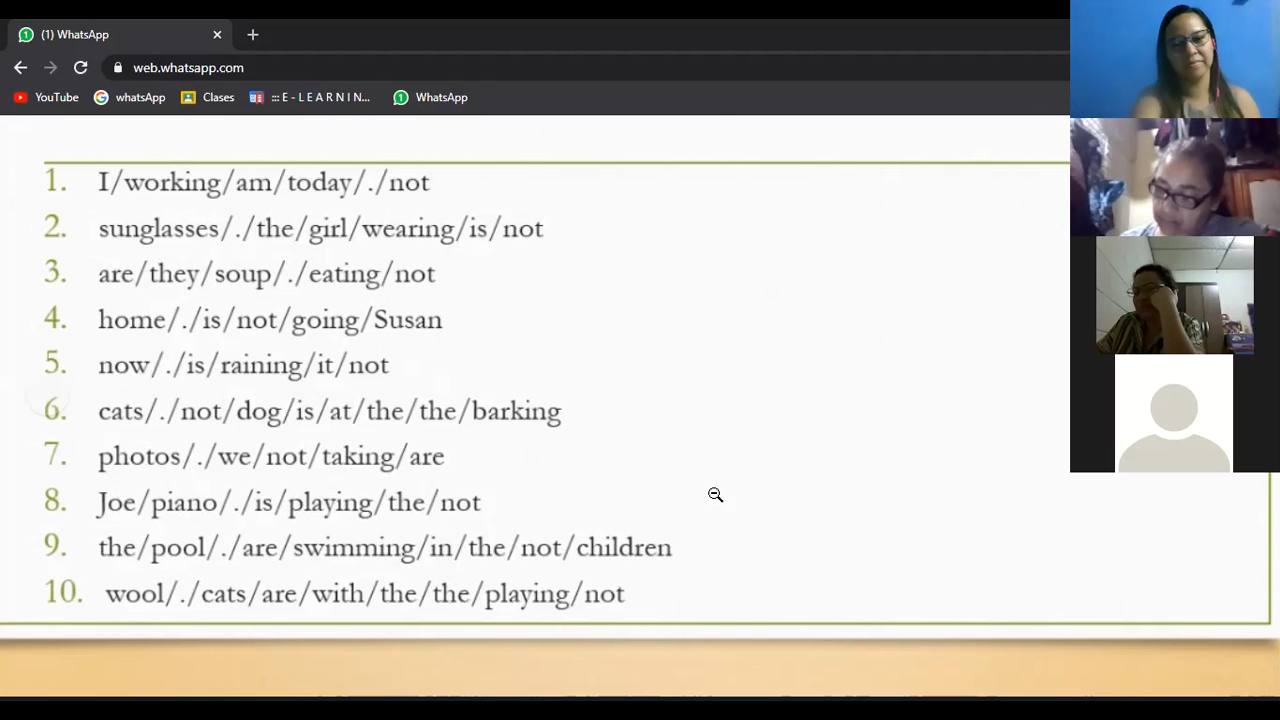 (1) WhatsApp
web.whatsapp.com
YouTube whatsApp Clases ::: E - L E A R N I N... WhatsApp
1. I/working/am/today/./not
2. sunglasses/./the/girl/wearing/is/not
3. are/they/soup/./eating/not
4. home/./is/not/going/Susan
5. now/./is/raining/it/not
6. cats/./not/dog/is/at/the/the/barking
7. photos/./we/not/taking/are
8. Joe/piano/./is/playing/the/not
9. the/pool/./are/swimming/in/the/not/children
10. wool/./cats/are/with/the/the/playing/not